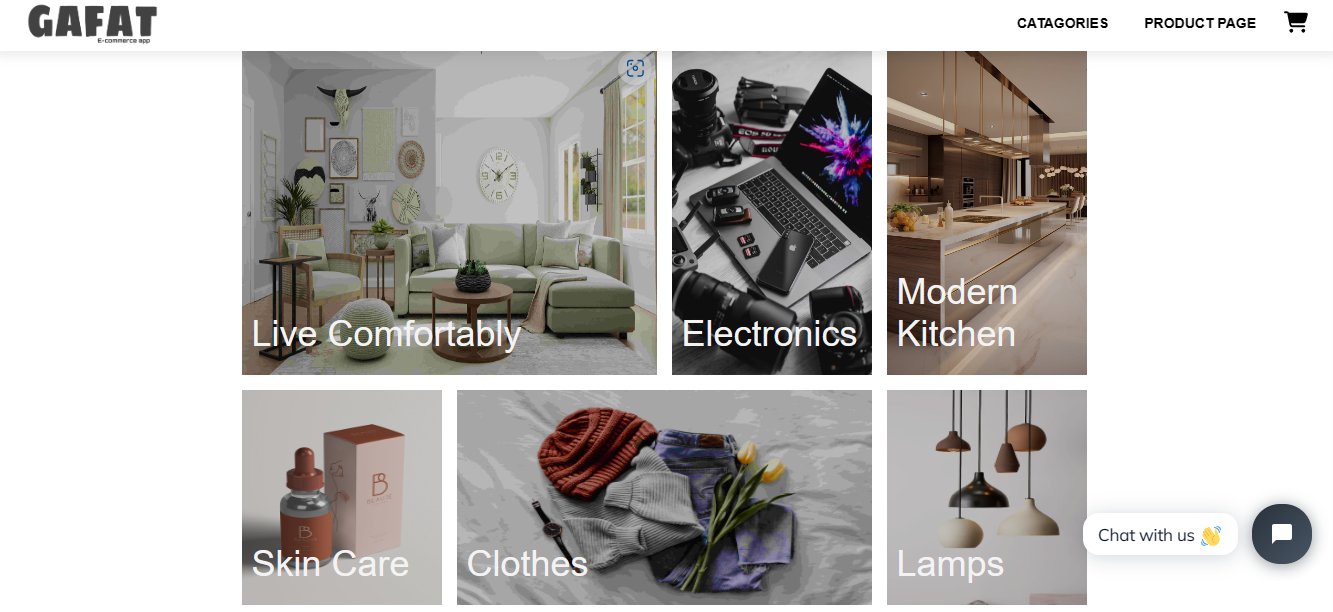 GAFAT
E-commerce app
CATAGORIES
PRODUCT PAGE
Live Comfortably
Electronics
Modern
Kitchen
Skin Care
Clothes
Lamps
Chat with us 👋